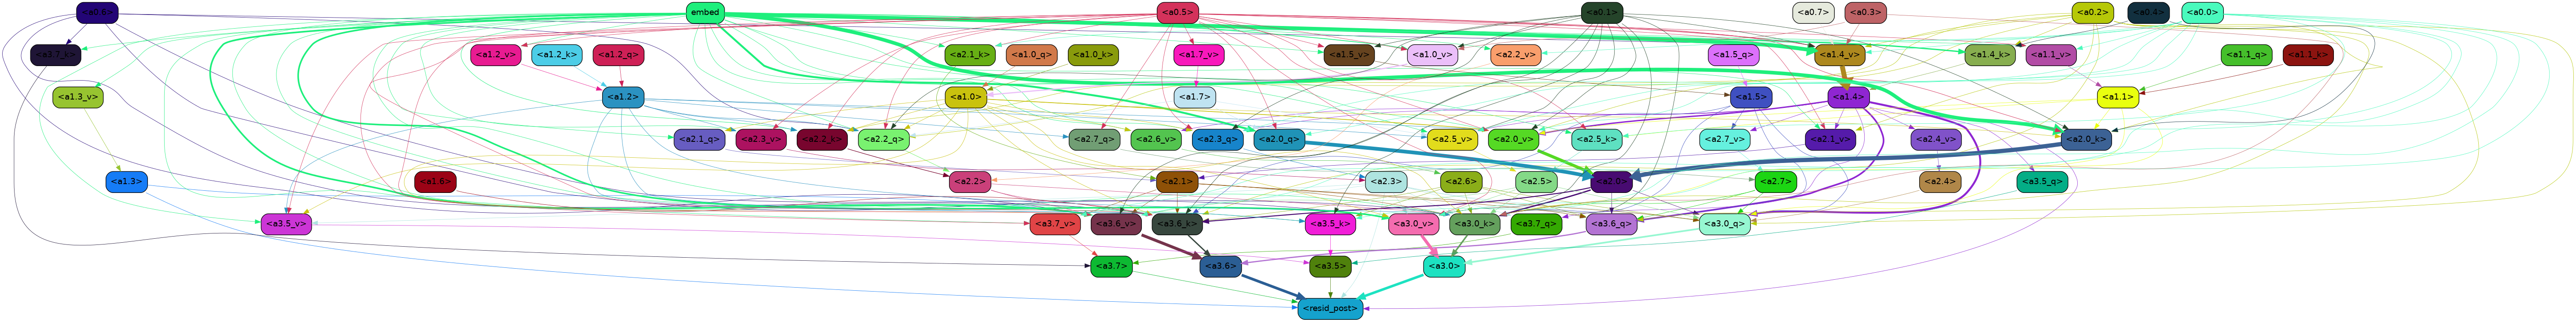 <a0.6> embed <a0.5> <a0.1> <a0.7> <a0.3> <a0.2> <a0.4> <a0.0>
<a3.7_k> <a1.2_v> <a1.2_k> <a1.2_q> <a2.1_k> <a1.0_q> <a1.0_k> <a1.7_v> <a1.5_v> <a1.0_v> <a2.2_v> <a1.5_q> <a1.4_v> <a1.4_k> <a1.1_v> <a1.1_q> <a1.1_k>
<a1.3_v> <a1.2> <a1.0> <a1.7> <a1.5> <a1.4> <a1.1>
<a2.1_q> <a2.3_v> <a2.2_k> <a2.2_q> <a2.7_q> <a2.6_v> <a2.3_q> <a2.0_q> <a2.5_v> <a2.0_v> <a2.5_k> <a2.7_v> <a2.1_v> <a2.4_v> <a2.0_k>
<a1.3> <a1.6> <a2.2> <a2.1> <a2.3> <a2.6> <a2.5> <a2.0> <a2.7> <a2.4> <a3.5_q>
<a3.5_v> <a3.7_v> <a3.6_v> <a3.6_k> <a3.5_k> <a3.0_v> <a3.0_k> <a3.7_q> <a3.6_q> <a3.0_q>
<a3.7> <a3.6> <a3.5> <a3.0>
<resid_post>